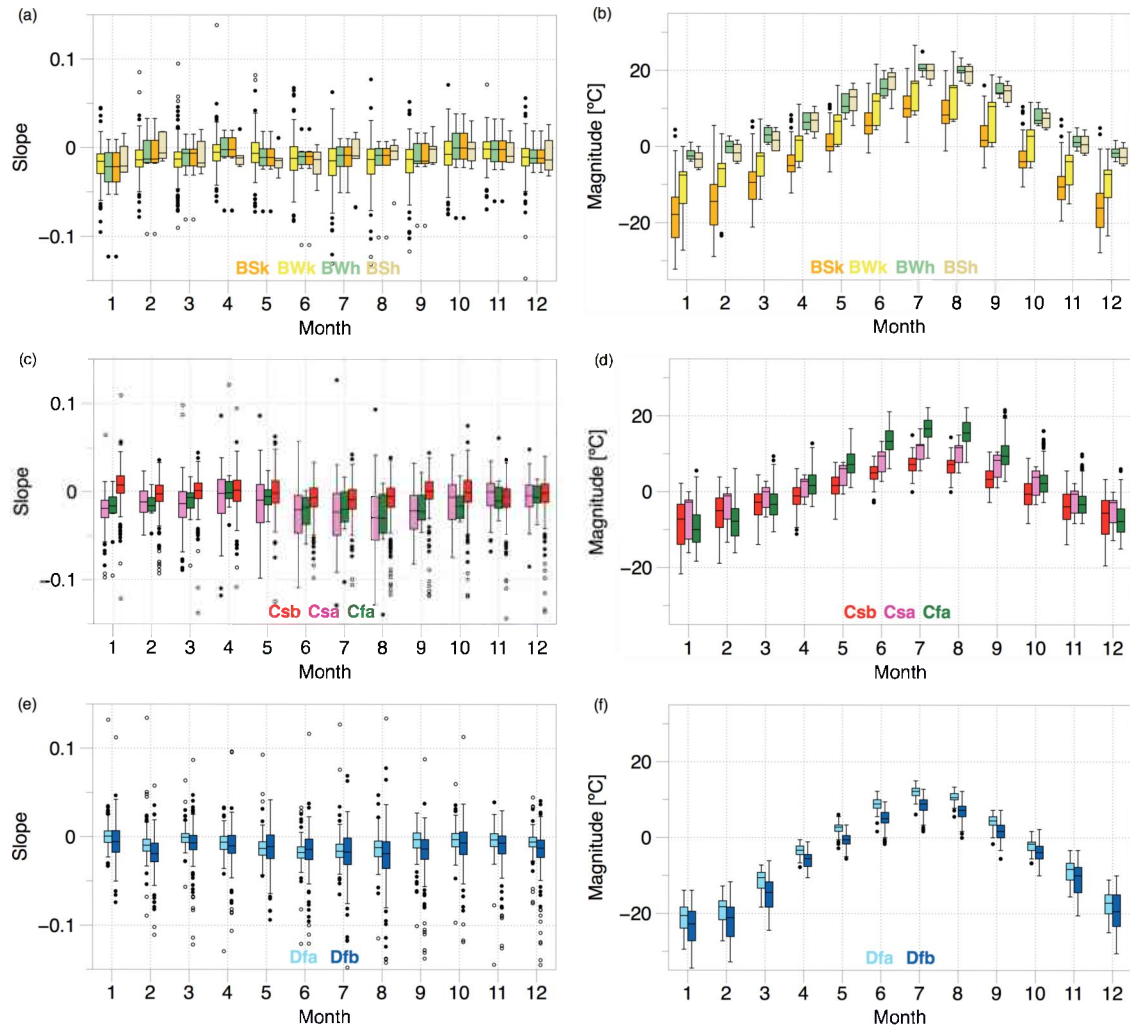 (a)
Slope
0.1
0
−0.1
BSk BWk BWh BSh
1 2 3 4 5 6 7 8 9 10 11 12
Month
(b)
Magnitude [ºC]
20
0
−20
BSk BWk BWh BSh
1 2 3 4 5 6 7 8 9 10 11 12
Month
(c)
Slope
0.1
0
−0.1
Csb Csa Cfa
1 2 3 4 5 6 7 8 9 10 11 12
Month
(d)
Magnitude [ºC]
20
0
−20
Csb Csa Cfa
1 2 3 4 5 6 7 8 9 10 11 12
Month
(e)
Slope
0.1
0
−0.1
Dfa Dfb
1 2 3 4 5 6 7 8 9 10 11 12
Month
(f)
Magnitude [ºC]
20
0
−20
Dfa Dfb
1 2 3 4 5 6 7 8 9 10 11 12
Month